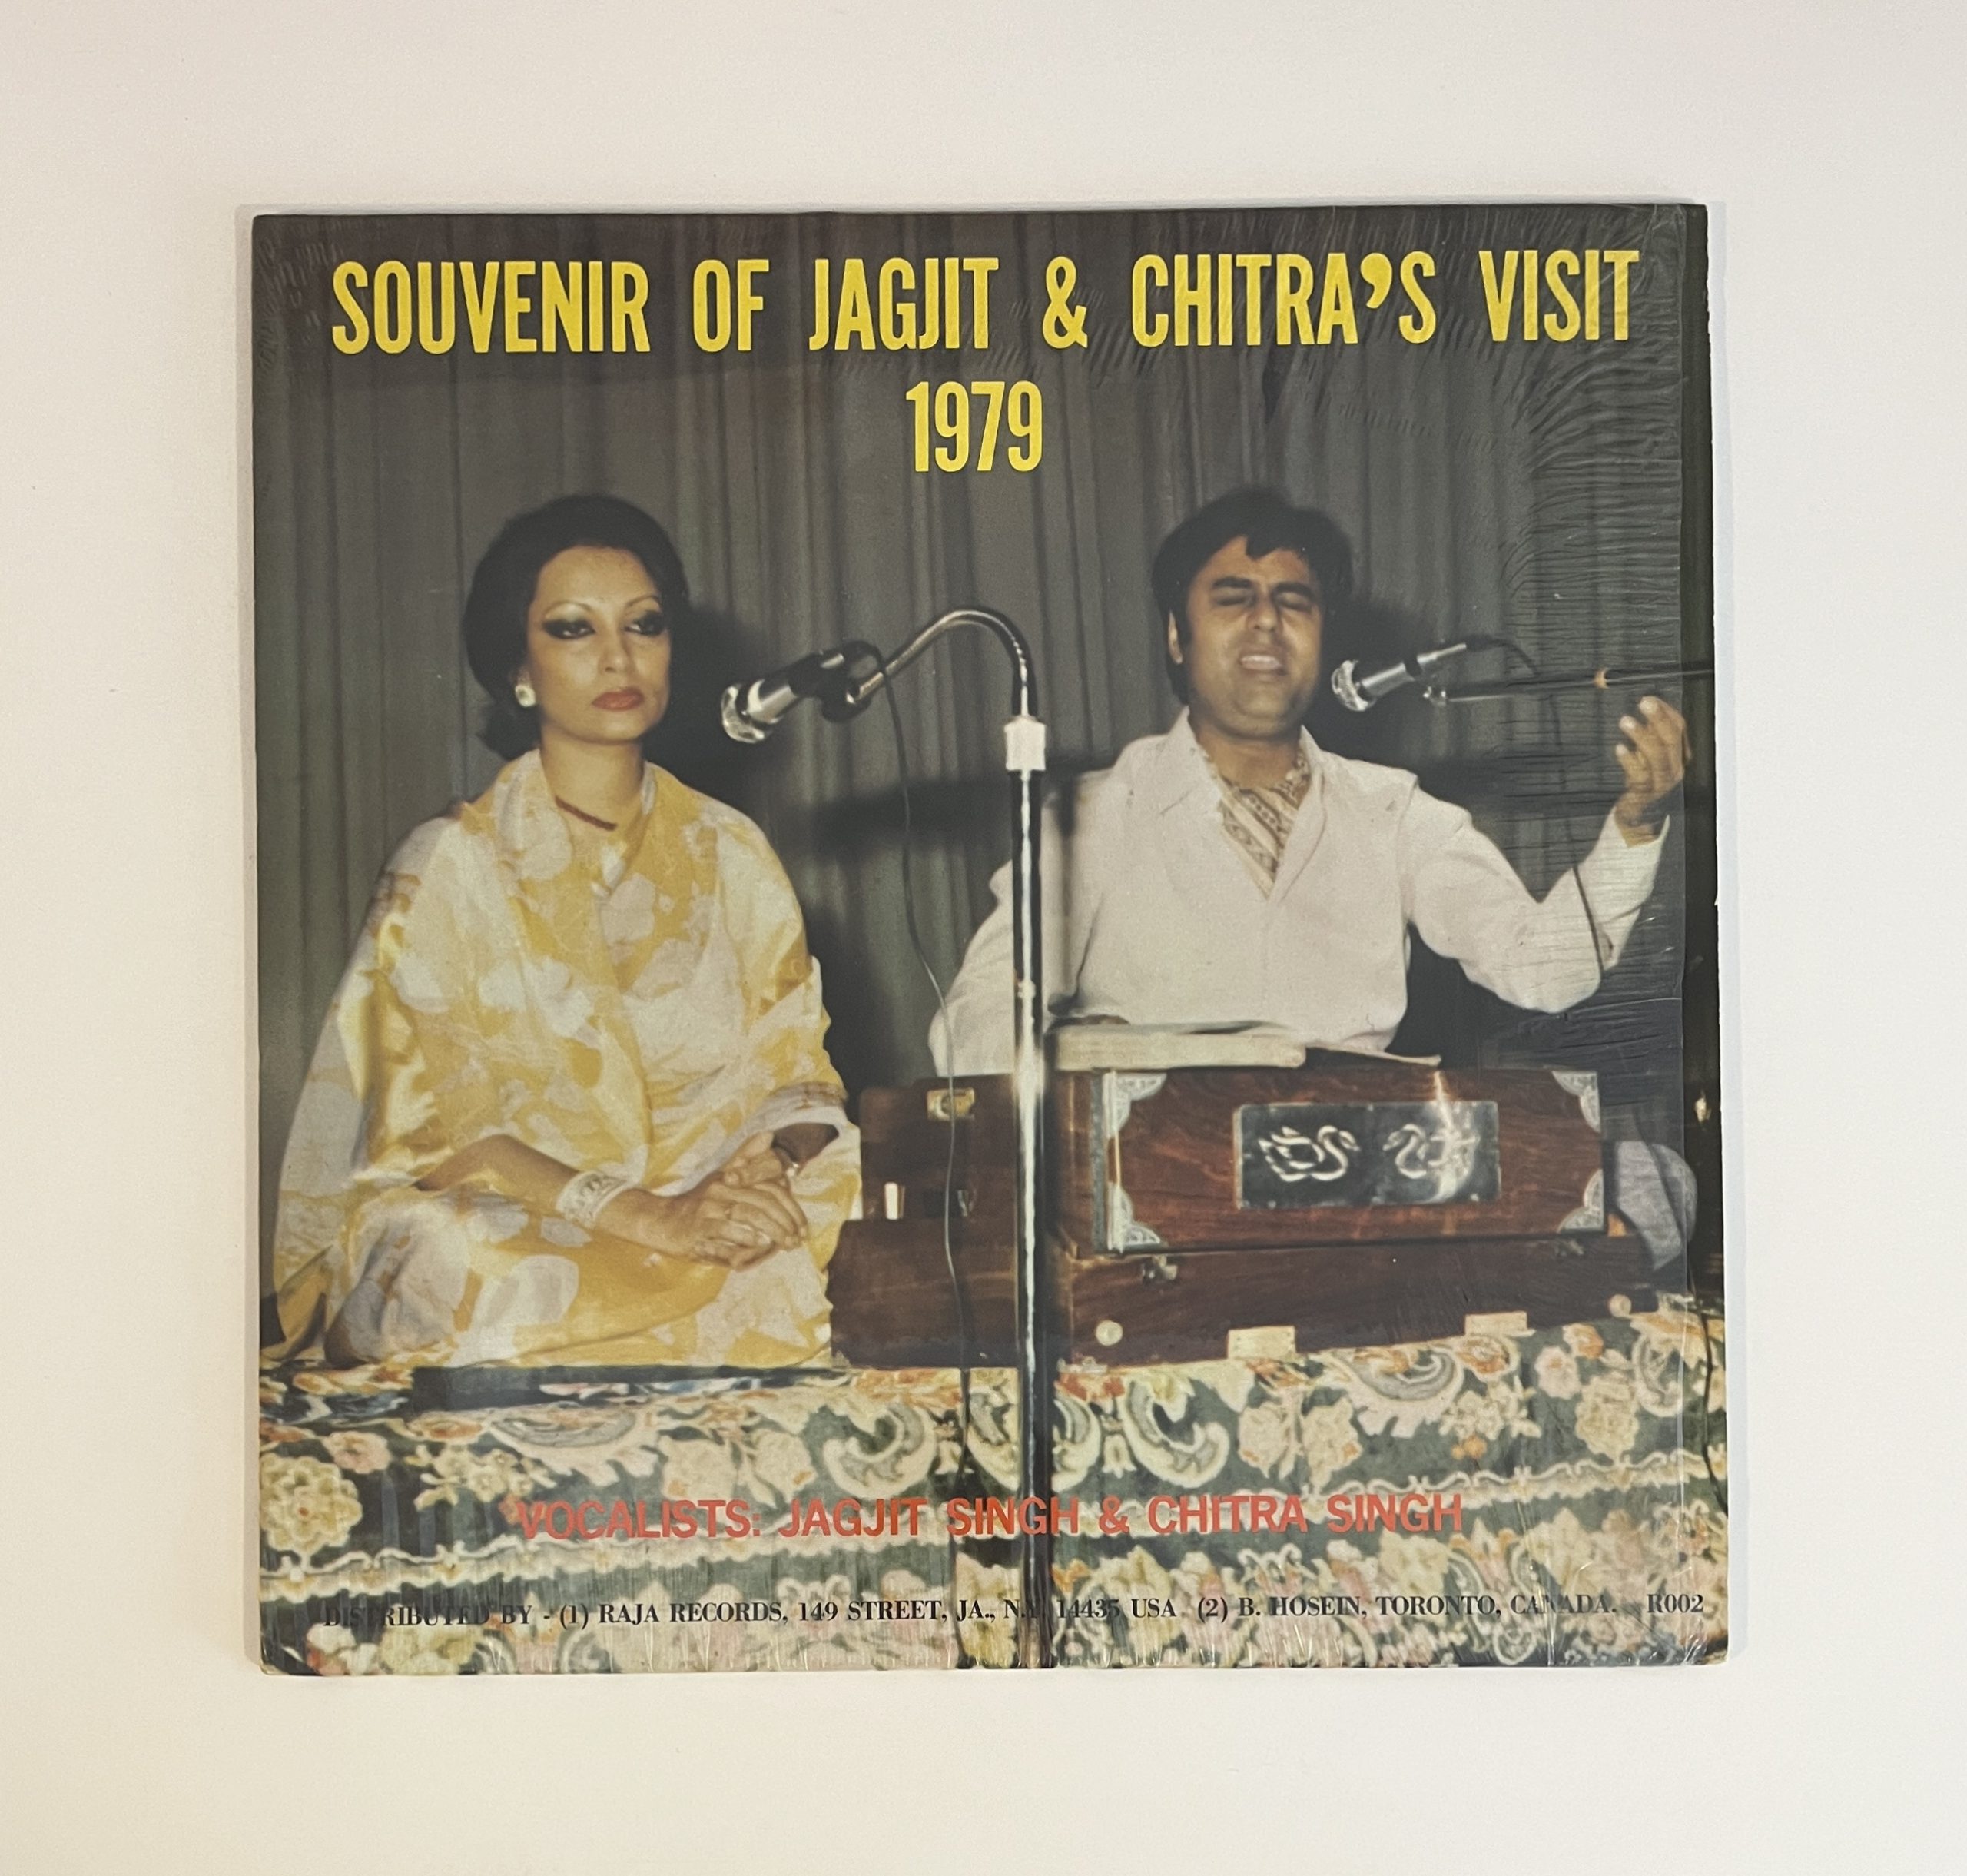 SOUVENIR OF JAGJIT & CHITRA'S VISIT
1979
VOCALISTS: JAGJIT SINGH & CHITRA SINGH
DISTRIBUTED BY - (1) RAJA RECORDS, 149 STREET, JA., N.Y. 14435 USA (2) B. HOSEIN, TORONTO, CANADA. R002